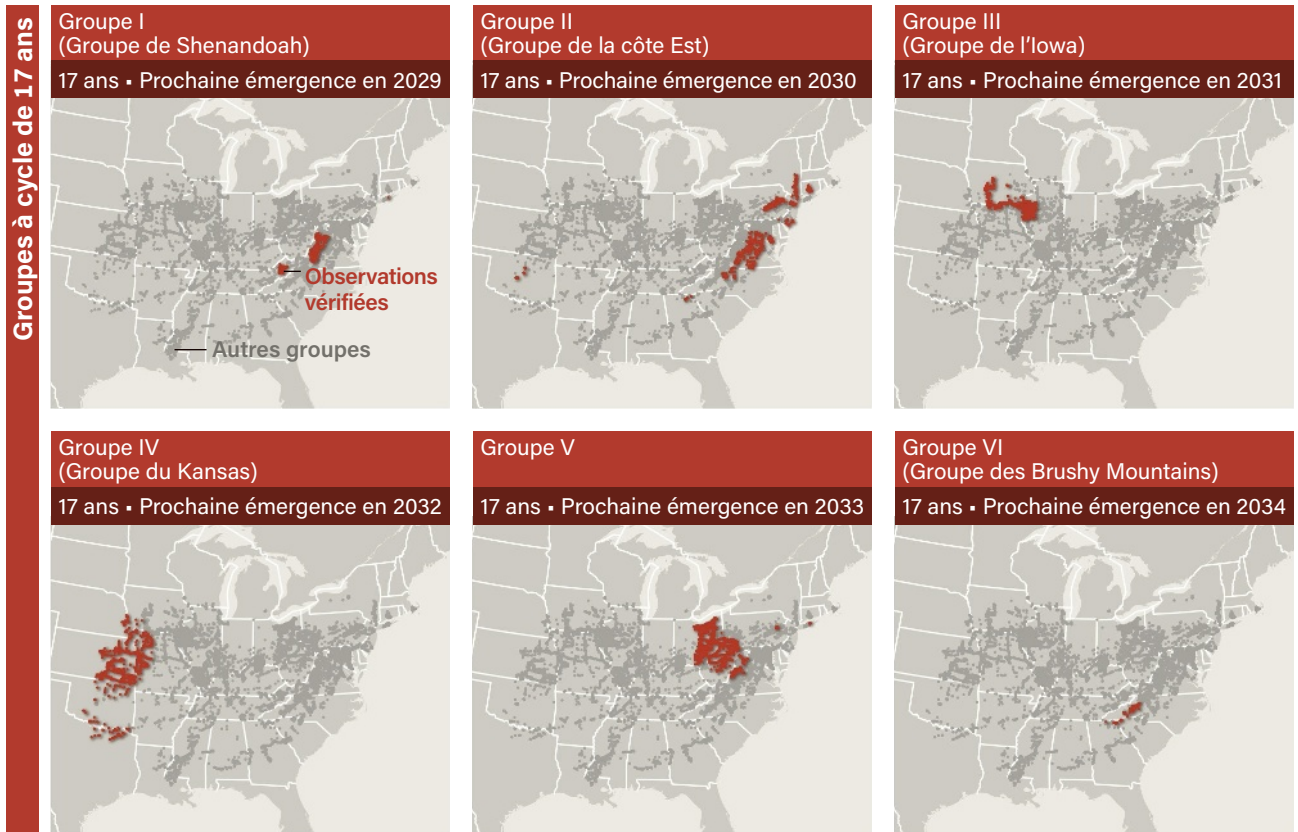 Groupes à cycle de 17 ans
Groupe I
(Groupe de Shenandoah)
17 ans ▪ Prochaine émergence en 2029
Observations
vérifiées
Autres groupes
Groupe II
(Groupe de la côte Est)
17 ans ▪ Prochaine émergence en 2030
Groupe III
(Groupe de l’Iowa)
17 ans ▪ Prochaine émergence en 2031
Groupe IV
(Groupe du Kansas)
17 ans ▪ Prochaine émergence en 2032
Groupe V
17 ans ▪ Prochaine émergence en 2033
Groupe VI
(Groupe des Brushy Mountains)
17 ans ▪ Prochaine émergence en 2034